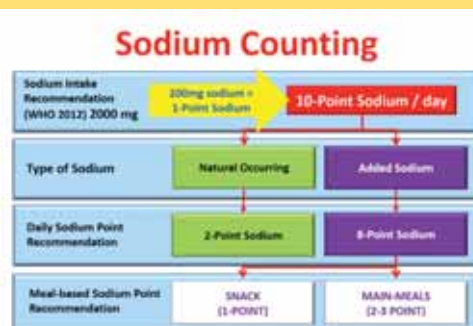 Sodium Counting
Sodium Intake
Recommendation
(WHO 2012) 2000 mg
200mg sodium =
1-Point Sodium
10-Point Sodium / day
Type of Sodium
Natural Occurring
Added Sodium
Daily Sodium Point
Recommendation
2-Point Sodium
8-Point Sodium
Meal-based Sodium Point
Recommendation
SNACK
(1-POINT)
MAIN-MEALS
(2-3 POINT)